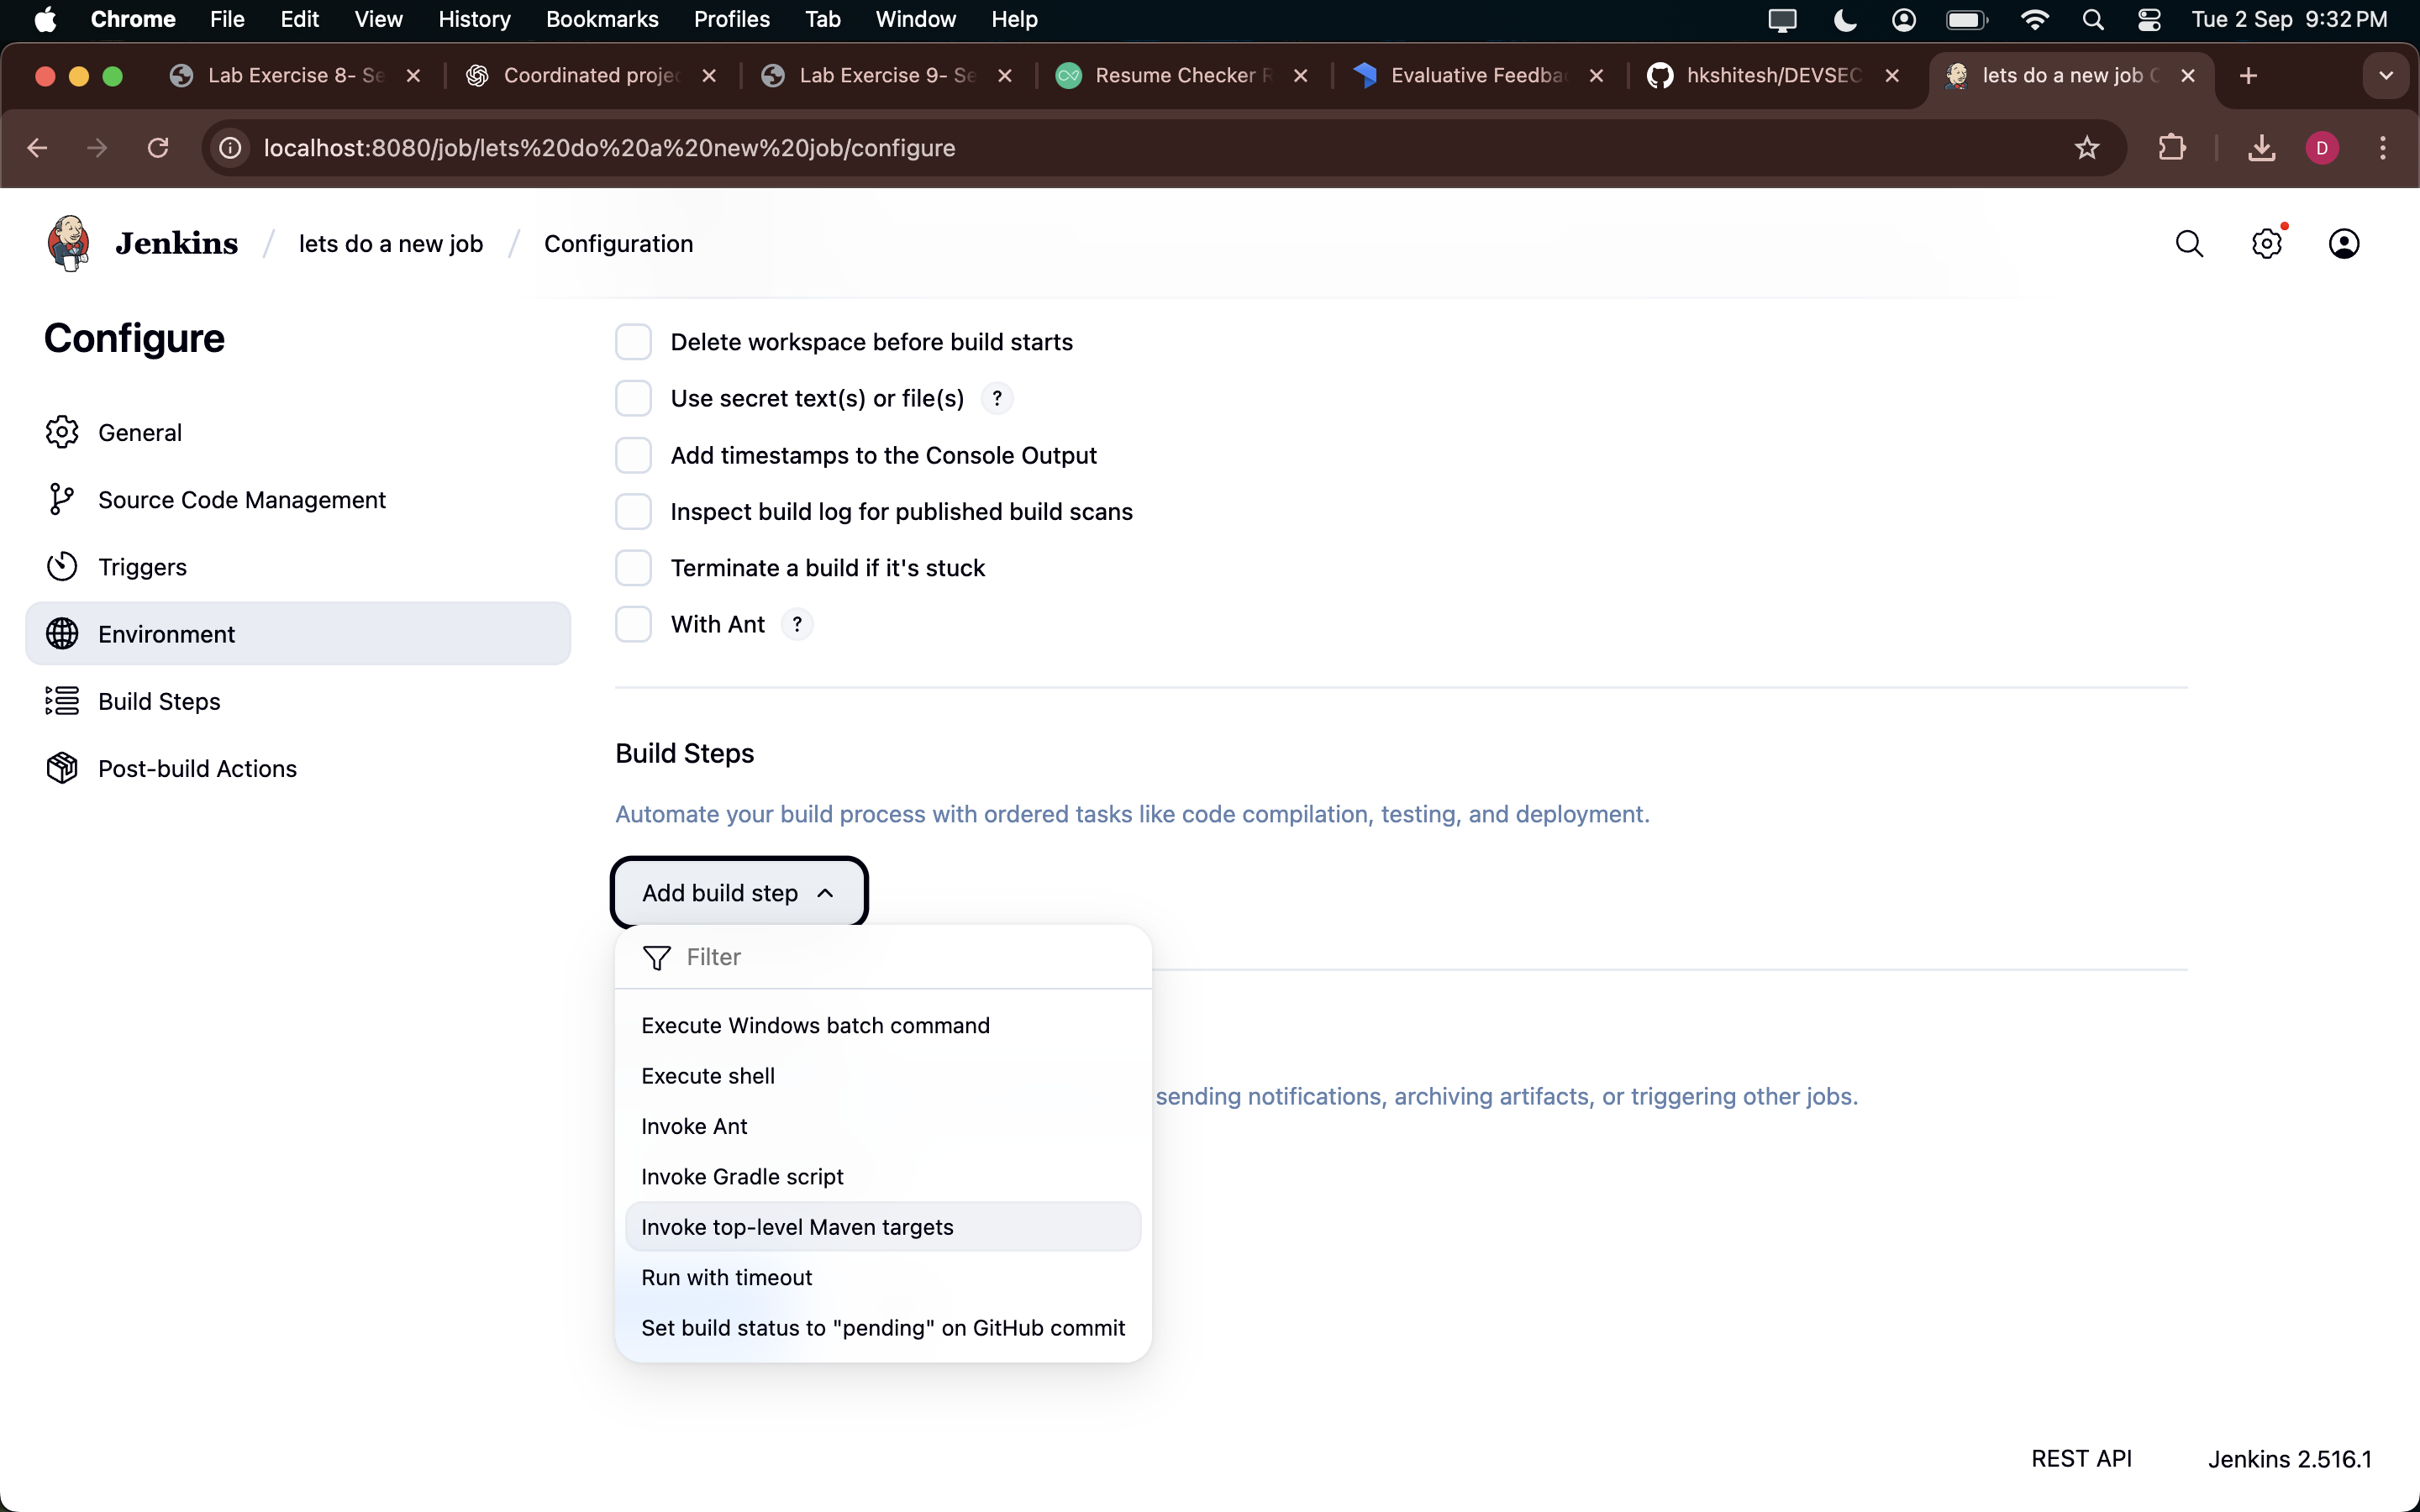 Chrome File Edit View History Bookmarks Profiles Tab Window Help Tue 2 Sep 9:32 PM
Lab Exercise 8- Se Coordinated projec Lab Exercise 9- Se Resume Checker Evaluative Feedba hkshitesh/DEVSEC lets do a new job
localhost:8080/job/lets%20do%20a%20new%20job/configure D
Jenkins / lets do a new job / Configuration
Configure
General
Source Code Management
Triggers
Environment
Build Steps
Post-build Actions
Delete workspace before build starts
Use secret text(s) or file(s) ?
Add timestamps to the Console Output
Inspect build log for published build scans
Terminate a build if it's stuck
With Ant ?
Build Steps
Automate your build process with ordered tasks like code compilation, testing, and deployment.
Add build step
Filter
Execute Windows batch command
Execute shell
Invoke Ant
Invoke Gradle script
Invoke top-level Maven targets
Run with timeout
Set build status to "pending" on GitHub commit
sending notifications, archiving artifacts, or triggering other jobs.
REST API Jenkins 2.516.1